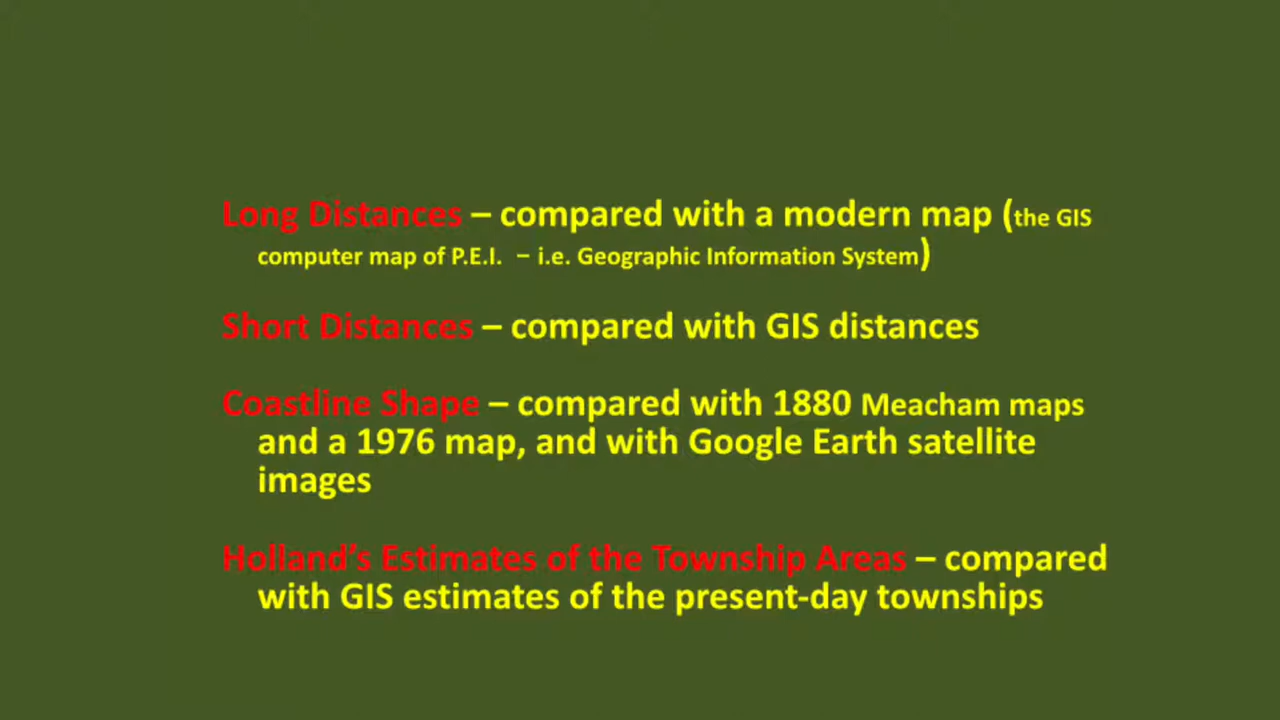 Long Distances – compared with a modern map (the GIS
computer map of P.E.I. – i.e. Geographic Information System)
Short Distances – compared with GIS distances
Coastline Shape – compared with 1880 Meacham maps
and a 1976 map, and with Google Earth satellite
images
Holland's Estimates of the Township Areas – compared
with GIS estimates of the present-day townships